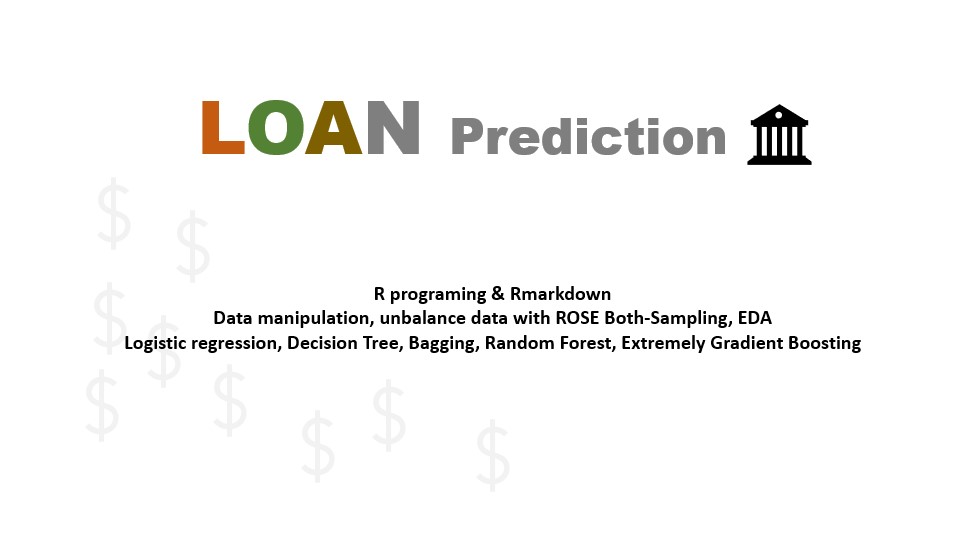 LOAN Prediction
R programing & Rmarkdown
Data manipulation, unbalance data with ROSE Both-Sampling, EDA
Logistic regression, Decision Tree, Bagging, Random Forest, Extremely Gradient Boosting